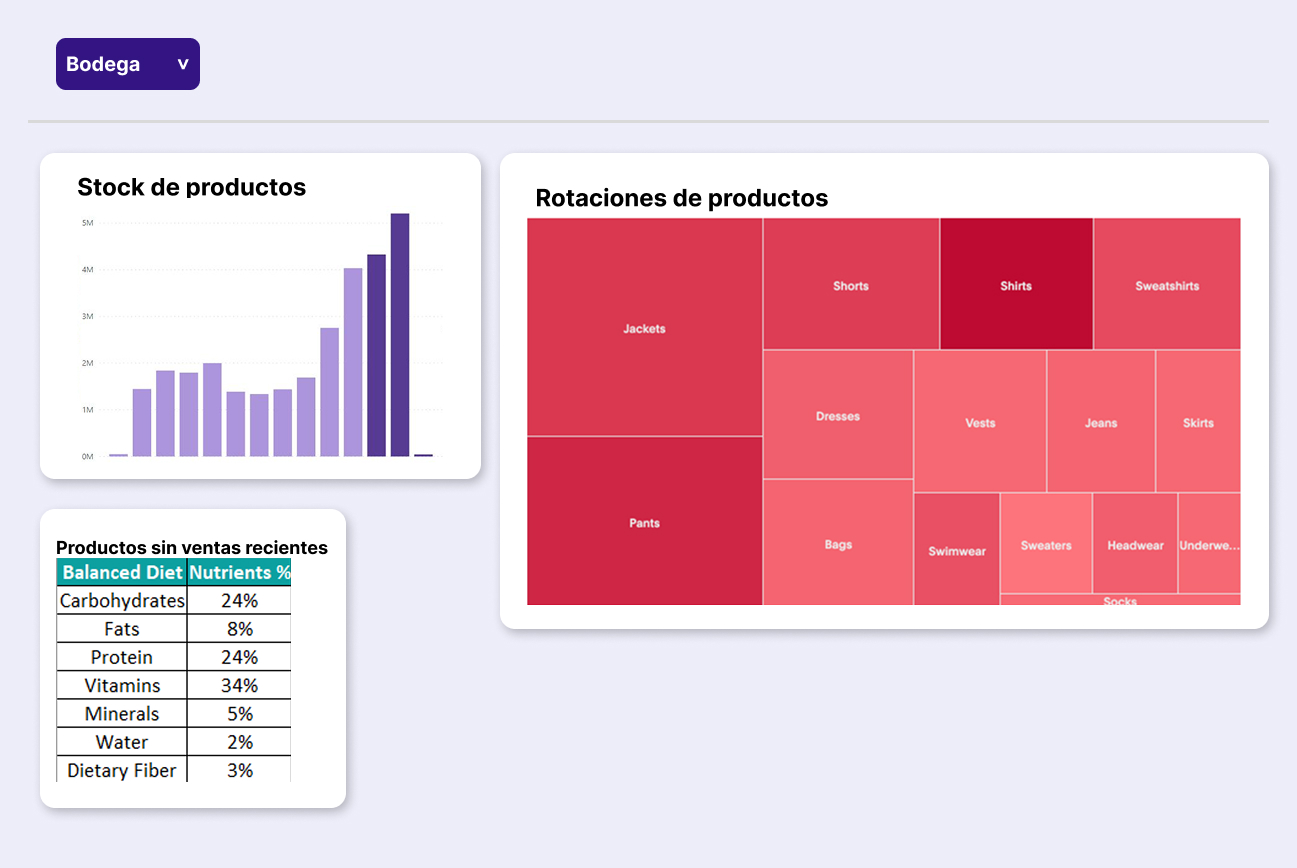 Bodega v
Stock de productos
5M
4M
3M
2M
1M
0M
Rotaciones de productos
Jackets
Shorts
Shirts
Sweatshirts
Dresses
Vests
Jeans
Skirts
Pants
Bags
Swimwear
Sweaters
Headwear
Underwe...
Socks
Productos sin ventas recientes
Balanced Diet Nutrients %
Carbohydrates 24%
Fats 8%
Protein 24%
Vitamins 34%
Minerals 5%
Water 2%
Dietary Fiber 3%